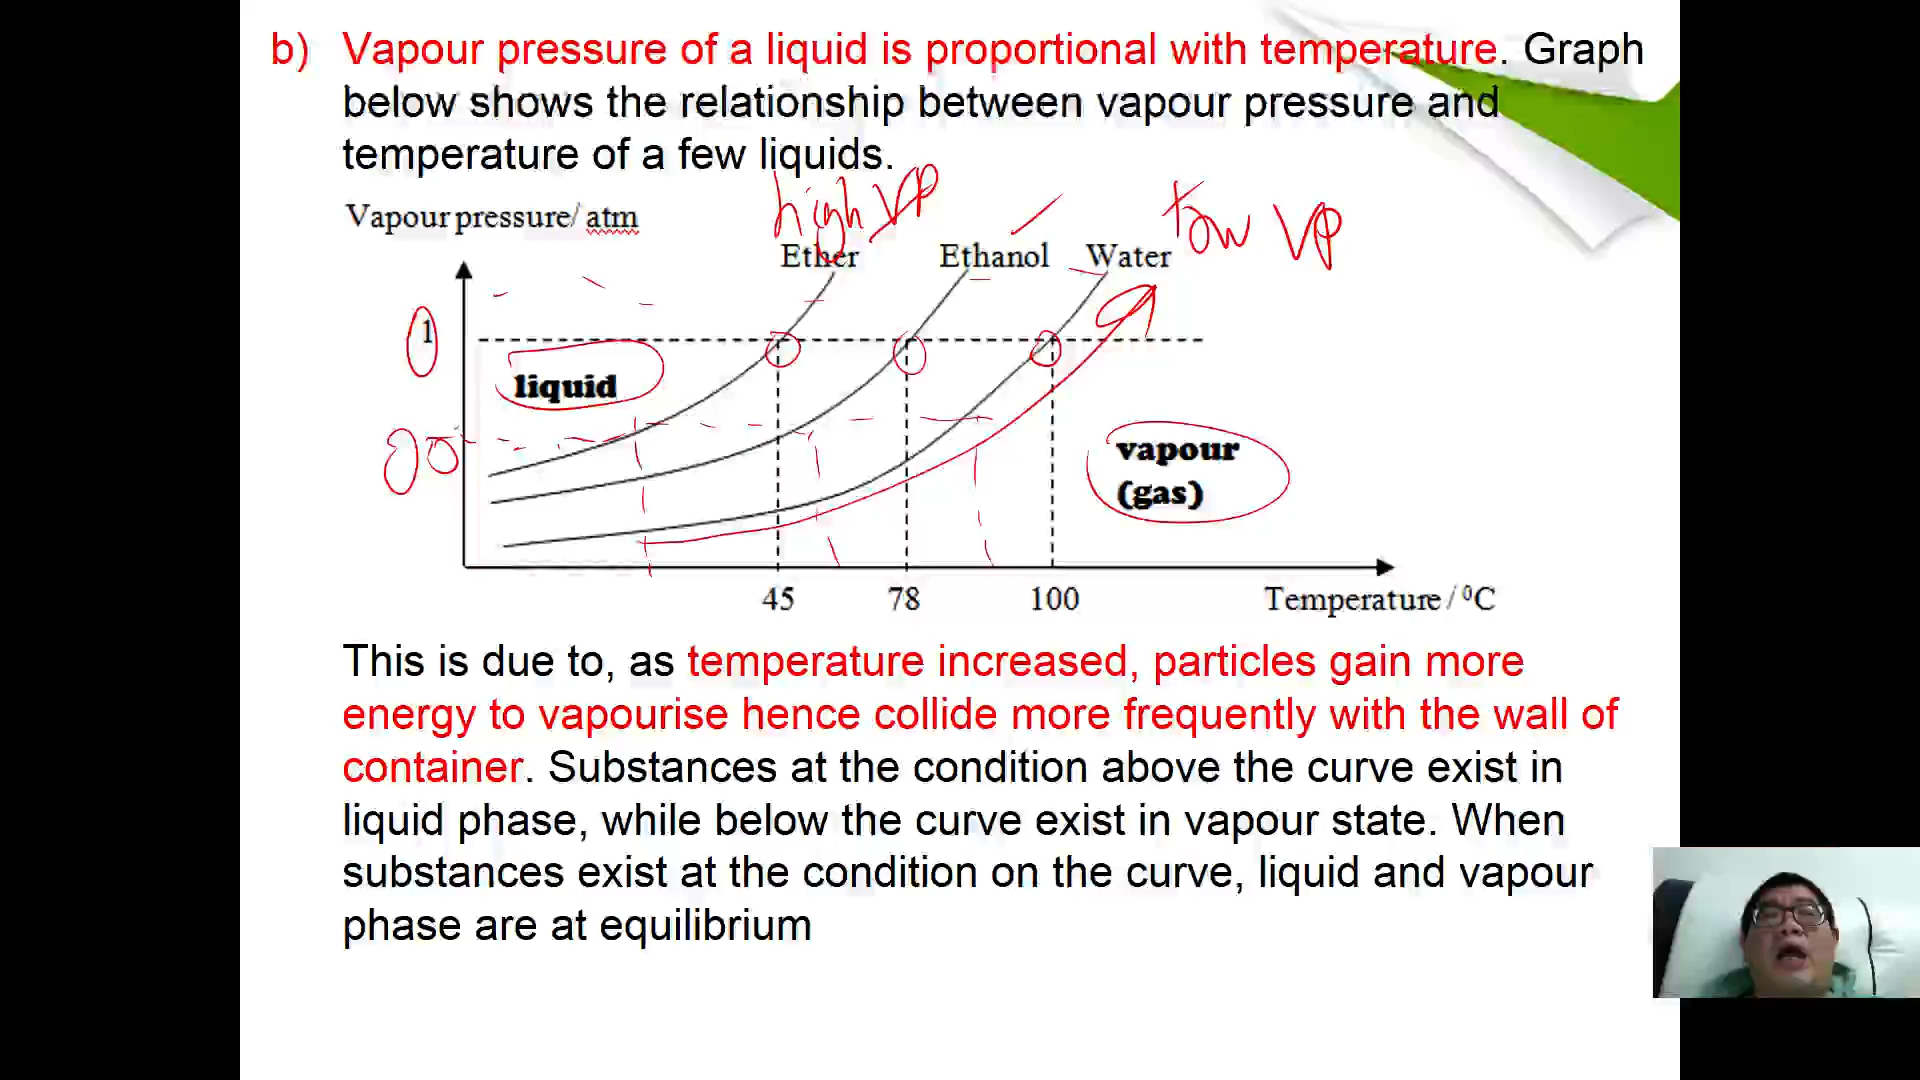 b) Vapour pressure of a liquid is proportional with temperature. Graph
below shows the relationship between vapour pressure and
temperature of a few liquids.
high VP
low VP
Vapour pressure/ atm
Ether Ethanol Water
1
liquid
vapour
(gas)
45 78 100 Temperature / ⁰C
This is due to, as temperature increased, particles gain more
energy to vapourise hence collide more frequently with the wall of
container. Substances at the condition above the curve exist in
liquid phase, while below the curve exist in vapour state. When
substances exist at the condition on the curve, liquid and vapour
phase are at equilibrium